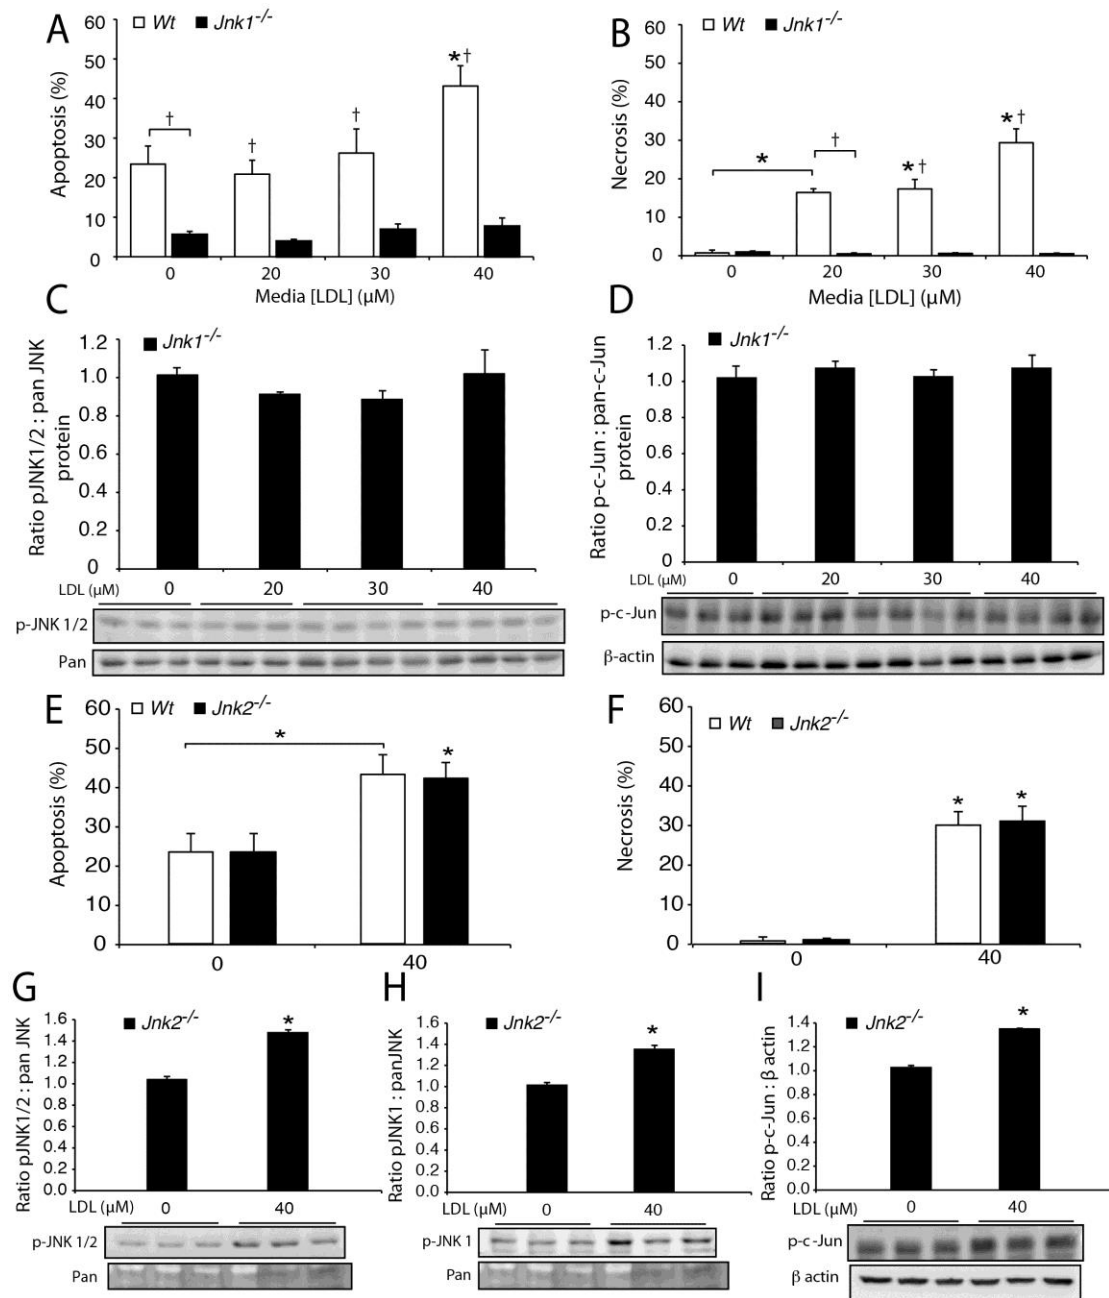 A
Wt Jnk1-/-
Apoptosis (%)
60
50
40
30
20
10
0
†
†
†
*†
0 20 30 40
Media [LDL] (μM)
B
Wt Jnk1-/-
Necrosis (%)
60
50
40
30
20
10
0
*
†
*†
*†
0 20 30 40
Media [LDL] (μM)
C
Jnk1-/-
Ratio pJNK1/2 : pan JNK
protein
1.2
1.0
0.8
0.6
0.4
0.2
0
LDL (μM) 0 20 30 40
p-JNK 1/2
Pan
D
Jnk1-/-
Ratio p-c-Jun : pan-c-Jun
protein
1.2
1.0
0.8
0.6
0.4
0.2
0
LDL (μM) 0 20 30 40
p-c-Jun
β-actin
E
Wt Jnk2-/-
Apoptosis (%)
60
50
40
30
20
10
0
*
*
0 40
F
Wt Jnk2-/-
Necrosis (%)
60
50
40
30
20
10
0
*
*
0 40
G
Jnk2-/-
Ratio pJNK1/2 : pan JNK
1.6
1.4
1.2
1.0
0.8
0.6
0.4
0.2
0.0
*
LDL (μM) 0 40
p-JNK 1/2
Pan
H
Jnk2-/-
Ratio pJNK1 : panJNK
1.6
1.4
1.2
1.0
0.8
0.6
0.4
0.2
0.0
*
LDL (μM) 0 40
p-JNK 1
Pan
I
Jnk2-/-
Ratio p-c-Jun : β actin
1.4
1.2
1.0
0.8
0.6
0.4
0.2
0.0
*
LDL (μM) 0 40
p-c-Jun
β actin